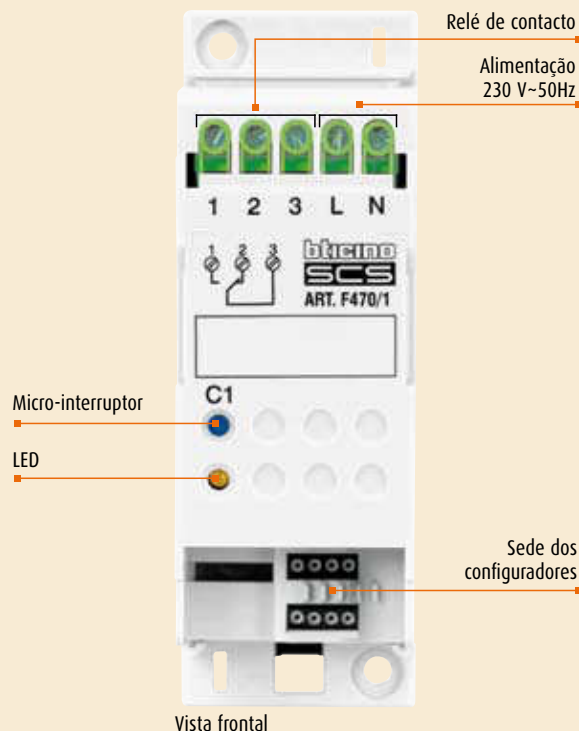 Relé de contacto
Alimentação
230 V~50Hz
1 2 3 L N
1 2 3
bticino
SCS
ART. F470/1
C1
Micro-interruptor
LED
Sede dos
configuradores
Vista frontal